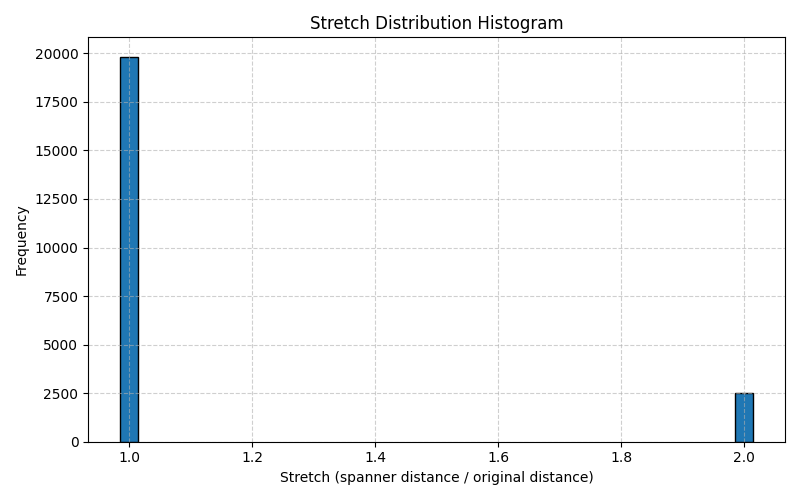 Stretch Distribution Histogram
20000
17500
15000
12500
10000
7500
5000
2500
0
Frequency
1.0 1.2 1.4 1.6 1.8 2.0
Stretch (spanner distance / original distance)